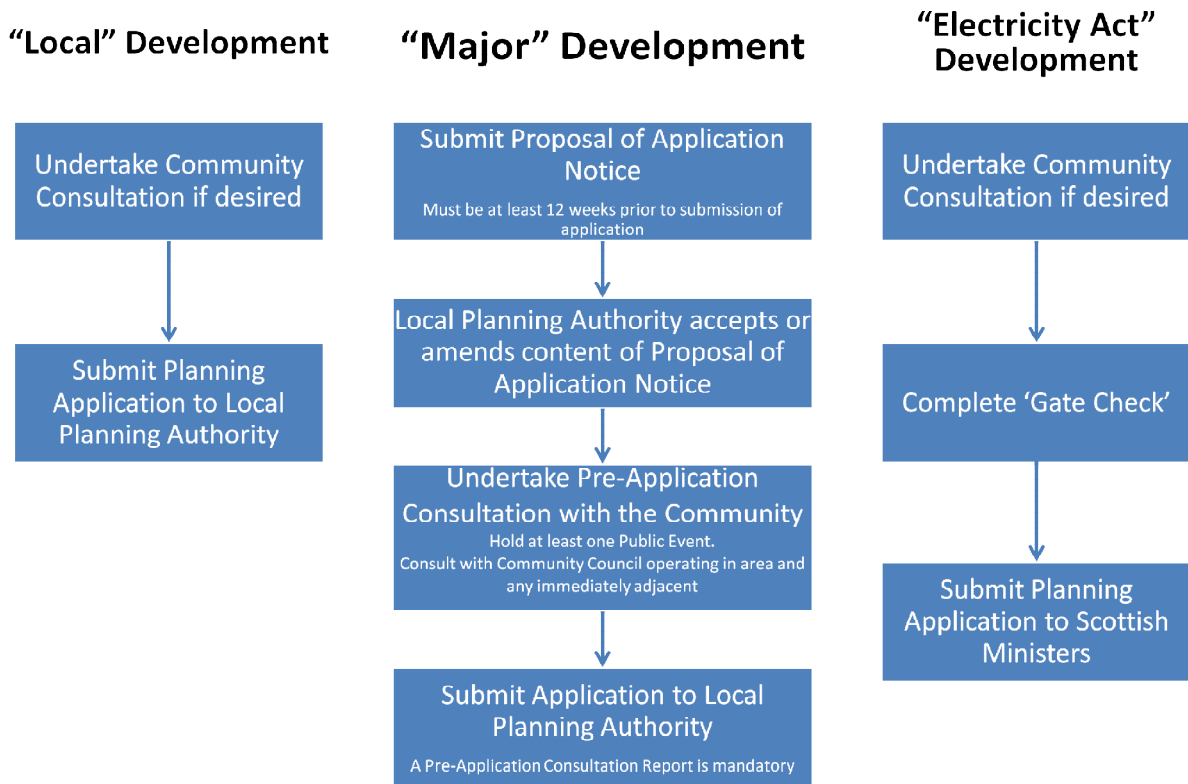 “Local” Development
Undertake Community
Consultation if desired
Submit Planning
Application to Local
Planning Authority
“Major” Development
Submit Proposal of Application
Notice
Must be at least 12 weeks prior to submission of
application
Local Planning Authority accepts or
amends content of Proposal of
Application Notice
Undertake Pre-Application
Consultation with the Community
Hold at least one Public Event.
Consult with Community Council operating in area and
any immediately adjacent
Submit Application to Local
Planning Authority
A Pre-Application Consultation Report is mandatory
“Electricity Act”
Development
Undertake Community
Consultation if desired
Complete ‘Gate Check’
Submit Planning
Application to Scottish
Ministers